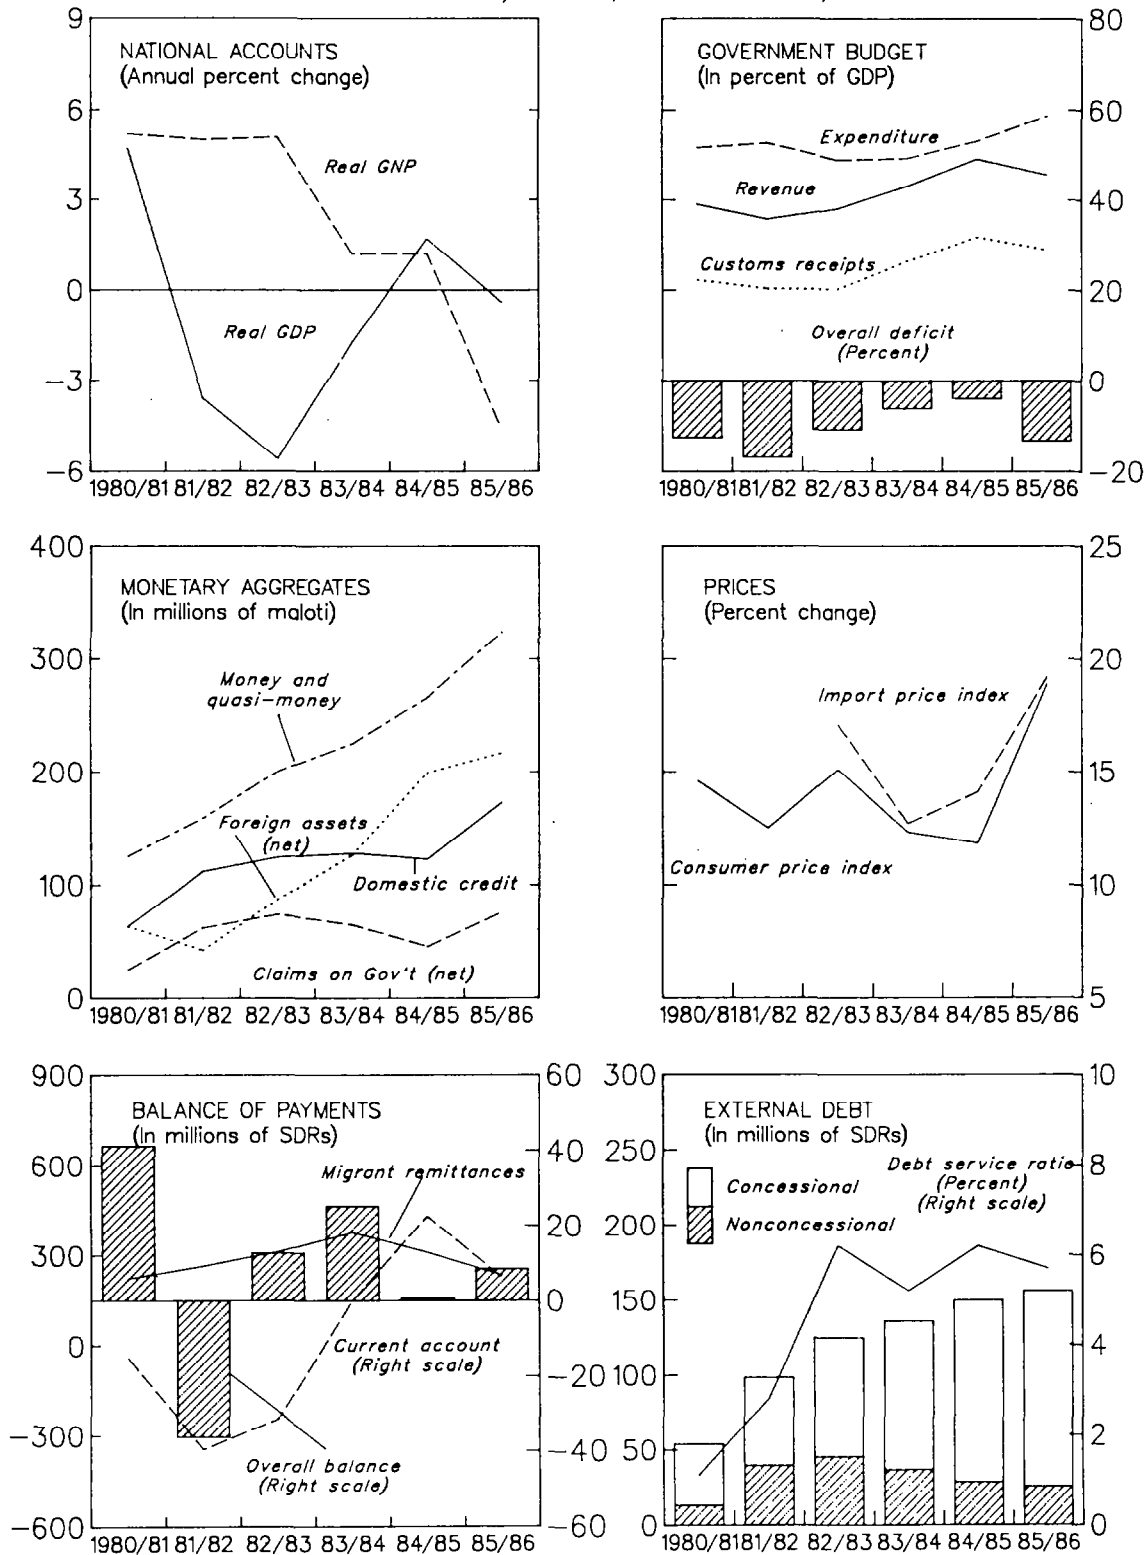 NATIONAL ACCOUNTS
(Annual percent change)
9
6
3
0
-3
-6
Real GNP
Real GDP
1980/81 81/82 82/83 83/84 84/85 85/86
GOVERNMENT BUDGET
(In percent of GDP)
80
60
40
20
0
-20
Expenditure
Revenue
Customs receipts
Overall deficit
(Percent)
1980/81 81/82 82/83 83/84 84/85 85/86
MONETARY AGGREGATES
(In millions of maloti)
400
300
200
100
0
Money and
quasi-money
Foreign assets
(net)
Domestic credit
Claims on Gov't (net)
1980/81 81/82 82/83 83/84 84/85 85/86
PRICES
(Percent change)
25
20
15
10
5
Import price index
Consumer price index
1980/81 81/82 82/83 83/84 84/85 85/86
BALANCE OF PAYMENTS
(In millions of SDRs)
900
600
300
0
-300
-600
60
40
20
0
-20
-40
-60
Migrant remittances
Current account
(Right scale)
Overall balance
(Right scale)
1980/81 81/82 82/83 83/84 84/85 85/86
EXTERNAL DEBT
(In millions of SDRs)
300
250
200
150
100
50
0
10
8
6
4
2
0
Debt service ratio
(Percent)
(Right scale)
Concessional
Nonconcessional
1980/81 81/82 82/83 83/84 84/85 85/86